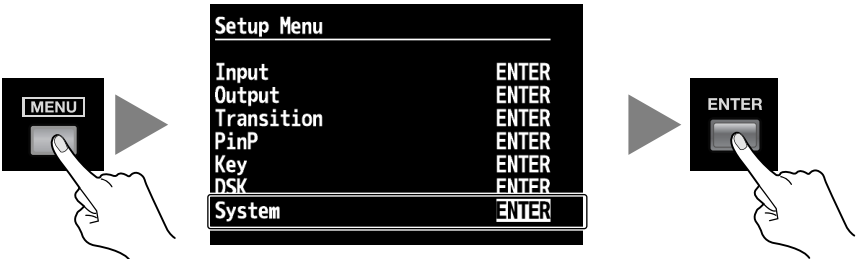 MENU
Setup Menu
Input ENTER
Output ENTER
Transition ENTER
PinP ENTER
Key ENTER
DSK ENTER
System ENTER
ENTER